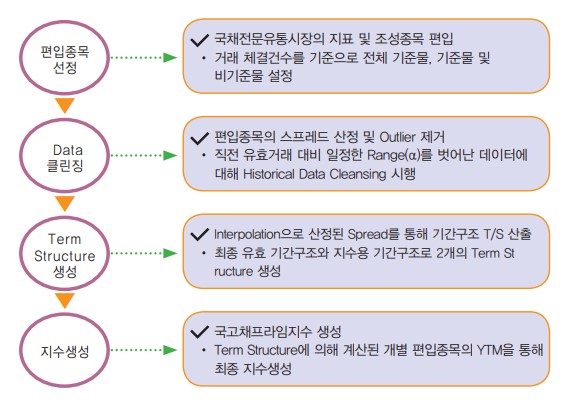 편입종목
선정
국채전문유통시장의 지표 및 조성종목 편입
• 거래 체결건수를 기준으로 전체 기준물, 기준물 및
비기준물 설정
Data
클린징
편입종목의 스프레드 산정 및 Outlier 제거
• 직전 유효거래 대비 일정한 Range(α)를 벗어난 데이터에
대해 Historical Data Cleansing 시행
Term
Structure
생성
Interpolation으로 산정된 Spread를 통해 기간구조 T/S 산출
• 최종 유효 기간구조와 지수용 기간구조로 2개의 Term St
ructure 생성
지수생성
국고채프라임지수 생성
• Term Structure에 의해 계산된 개별 편입종목의 YTM을 통해
최종 지수생성